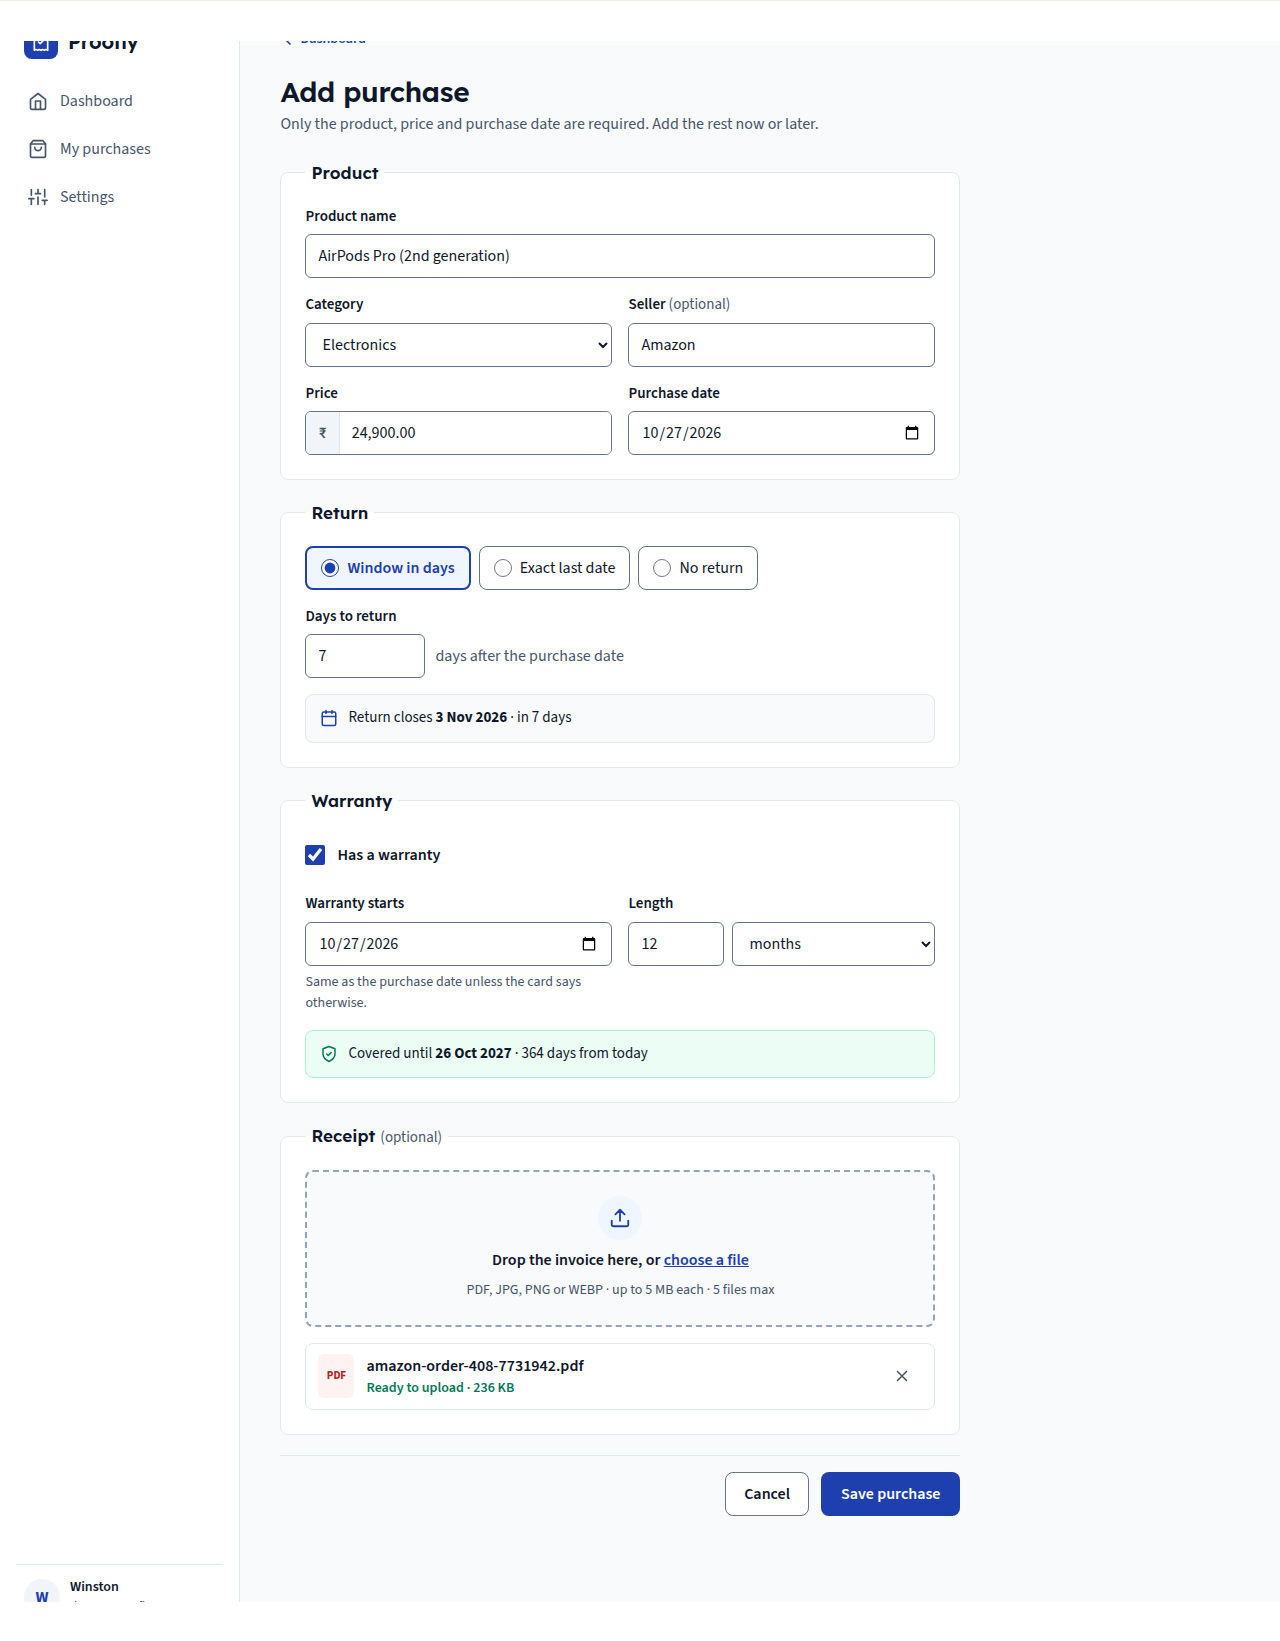 Proofly
Dashboard
My purchases
Settings
Dashboard
Add purchase
Only the product, price and purchase date are required. Add the rest now or later.
Product
Product name
AirPods Pro (2nd generation)
Category
Seller (optional)
Electronics
Amazon
Price
Purchase date
₹ 24,900.00
10/27/2026
Return
Window in days
Exact last date
No return
Days to return
7 days after the purchase date
Return closes 3 Nov 2026 · in 7 days
Warranty
Has a warranty
Warranty starts
Length
10/27/2026
12
months
Same as the purchase date unless the card says
otherwise.
Covered until 26 Oct 2027 · 364 days from today
Receipt (optional)
Drop the invoice here, or choose a file
PDF, JPG, PNG or WEBP · up to 5 MB each · 5 files max
PDF
amazon-order-408-7731942.pdf
Ready to upload · 236 KB
Cancel
Save purchase
W
Winston